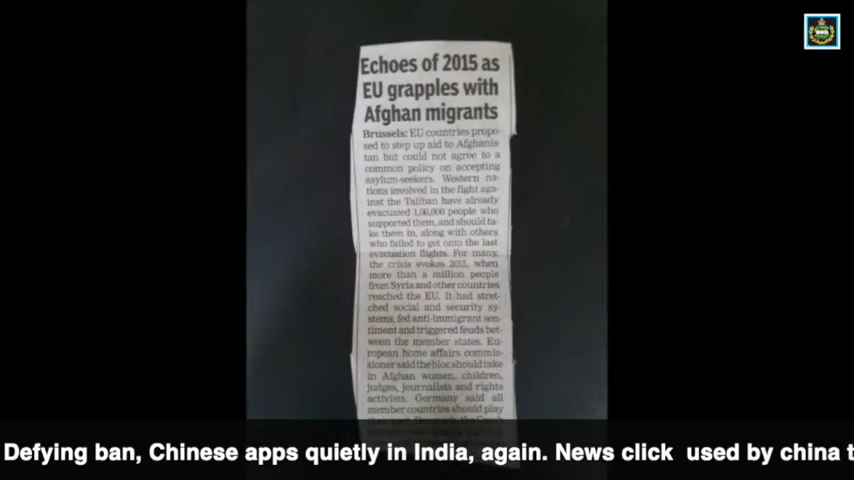 Echoes of 2015 as
EU grapples with
Afghan migrants
Brussels: EU countries propo-
sed to step up aid to Afghanis-
tan but could not agree to a
common policy on accepting
asylum-seekers. Western na-
tions involved in the fight aga-
inst the Taliban have already
evacuated 1,00,000 people who
supported them, and should ta-
ke them in, along with others
who failed to get onto the last
evacuation flights. For many,
the crisis evokes 2015, when
more than a million people
from Syria and other countries
reached the EU. It had stret-
ched social and security sy-
stems, fed anti-immigrant sen-
timent and triggered feuds bet-
ween the member states. Eu-
ropean home affairs commis-
sioner said the bloc should take
in Afghan women, children,
judges, journalists and rights
activists. Germany said all
member countries should play
Defying ban, Chinese apps quietly in India, again. News click used by china t